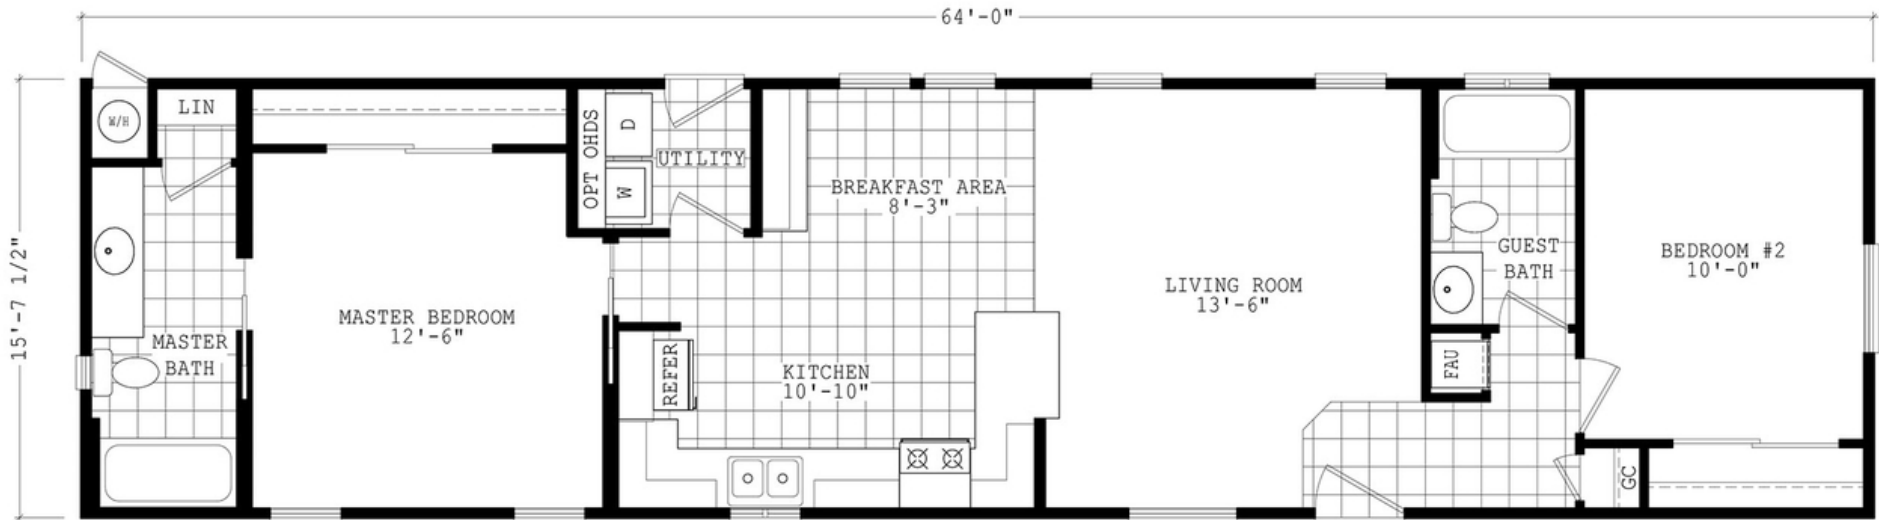 64'-0"
15'-7 1/2"
W/H
LIN
OPT OHDS
D
W
UTILITY
BREAKFAST AREA
8'-3"
MASTER BEDROOM
12'-6"
MASTER
BATH
REFER
KITCHEN
10'-10"
LIVING ROOM
13'-6"
GUEST
BATH
FAU
BEDROOM #2
10'-0"
GC